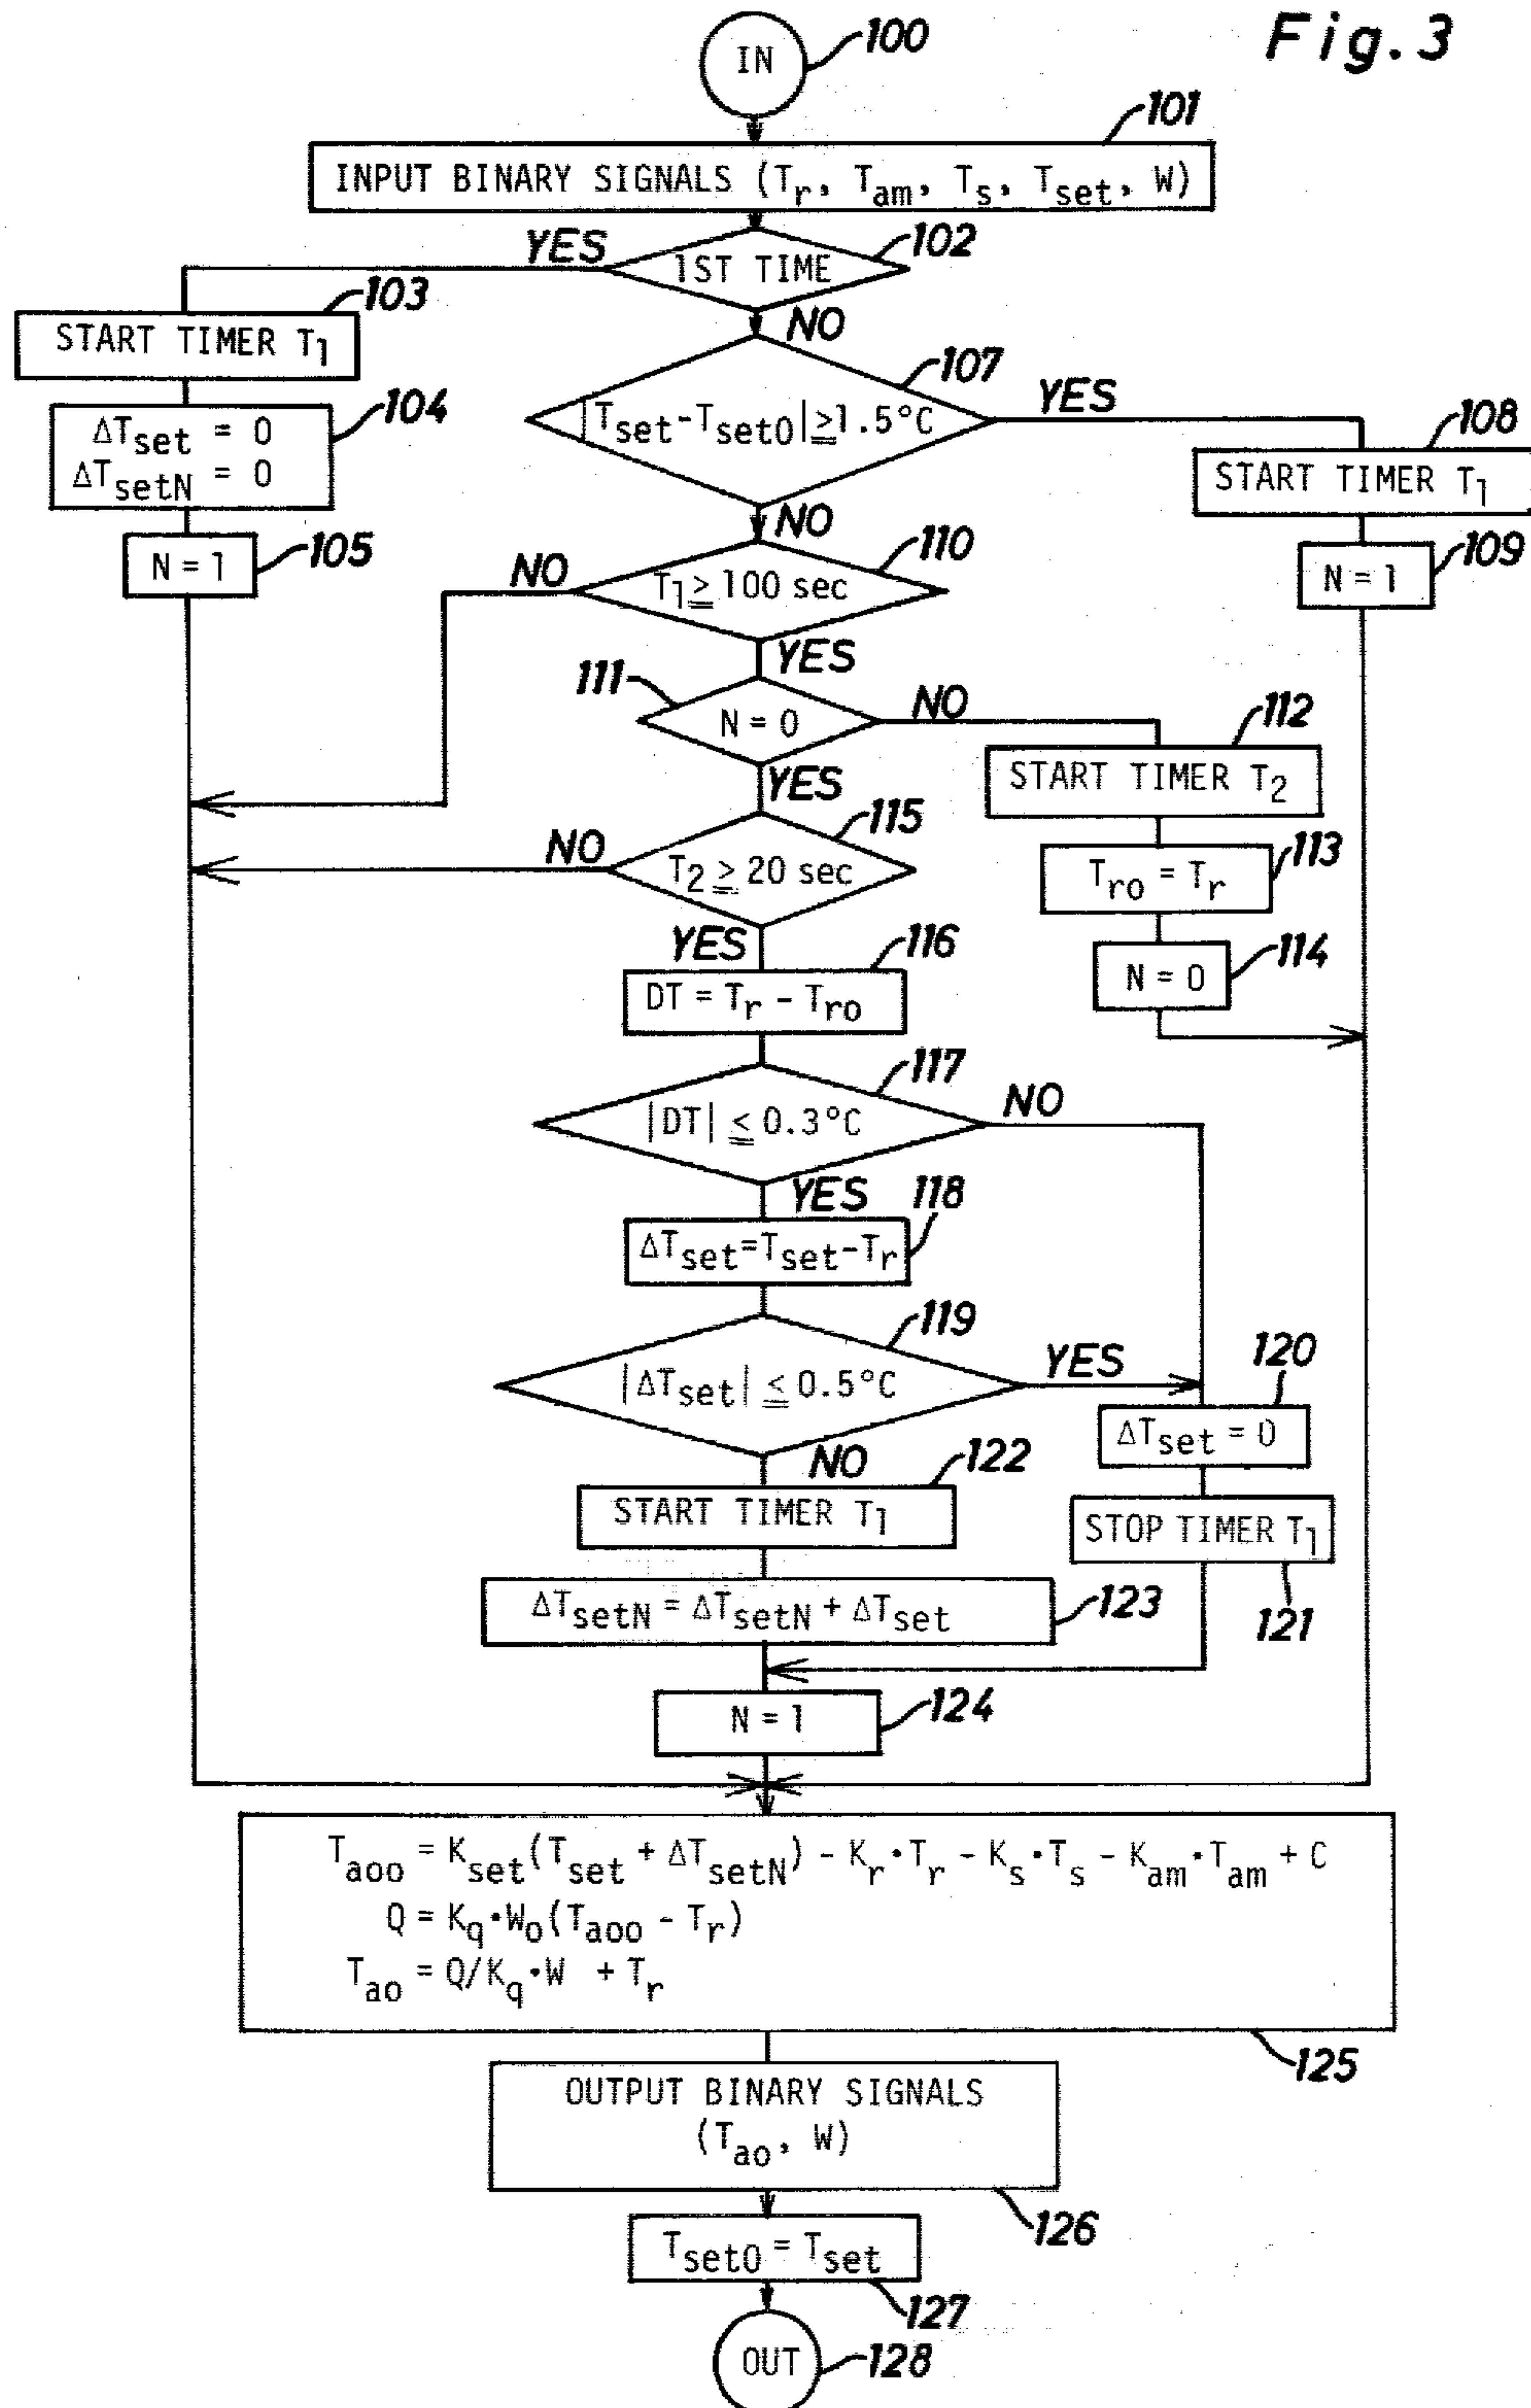 Fig. 3
IN
100
101
INPUT BINARY SIGNALS (Tr, Tam, Ts, Tset, W)
YES
102
1ST TIME
103
NO
START TIMER T1
107
YES
104
ΔTset = 0
ΔTsetN = 0
|Tset-Tset0| ≧ 1.5°C
108
START TIMER T1
NO
105
N = 1
110
109
N = 1
NO
T1 ≧ 100 sec
YES
111
N = 0
NO
112
START TIMER T2
YES
115
NO
T2 ≧ 20 sec
113
Tro = Tr
YES
116
114
N = 0
DT = Tr - Tro
117
NO
|DT| ≦ 0.3°C
YES
118
ΔTset=Tset-Tr
119
YES
120
|ΔTset| ≦ 0.5°C
ΔTset = 0
NO
122
START TIMER T1
STOP TIMER T1
ΔTsetN = ΔTsetN + ΔTset
123
121
N = 1
124
Taoo = Kset(Tset + ΔTsetN) - Kr·Tr - Ks·Ts - Kam·Tam + C
Q = Kq·Wo(Taoo - Tr)
Tao = Q/Kq·W + Tr
125
OUTPUT BINARY SIGNALS
(Tao, W)
126
Tset0 = Tset
127
OUT
128